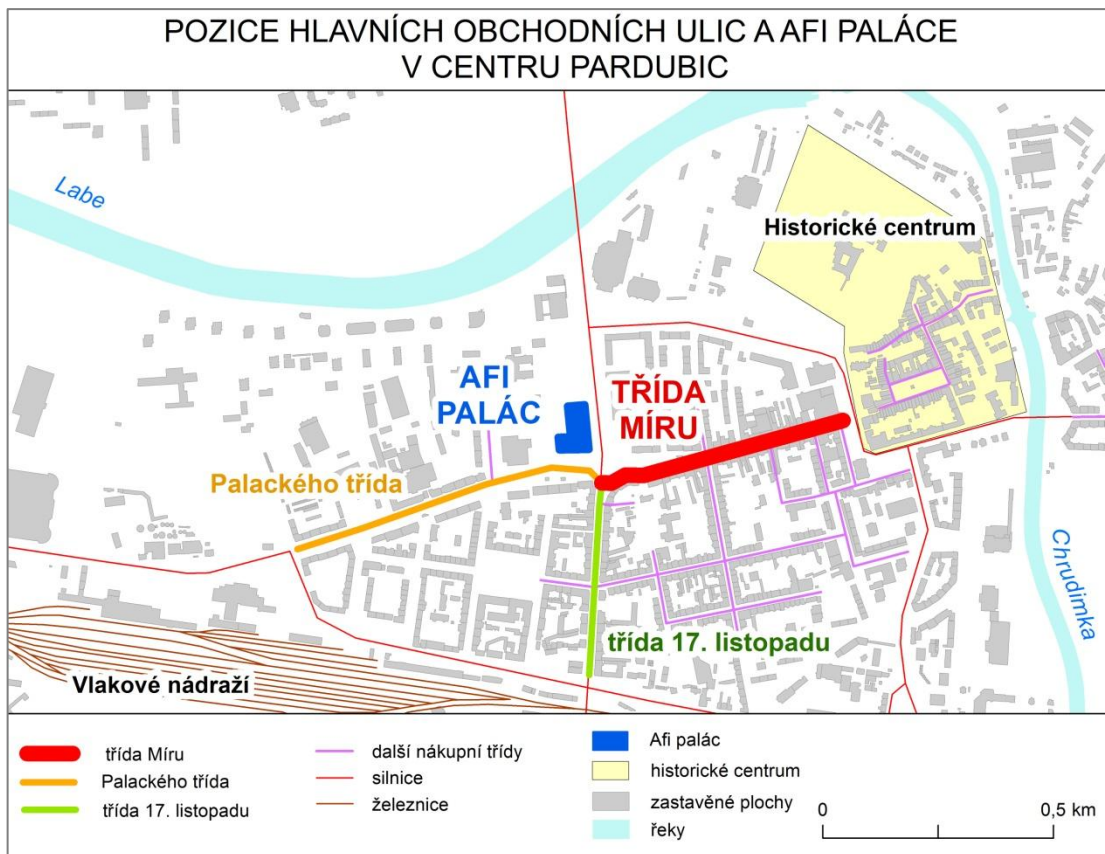 POZICE HLAVNÍCH OBCHODNÍCH ULIC A AFI PALÁCE
V CENTRU PARDUBIC
Labe
Historické centrum
AFI
PALÁC
TŘÍDA
MÍRU
Palackého třída
Chrudimka
třída 17. listopadu
Vlakové nádraží
třída Míru
Palackého třída
třída 17. listopadu
další nákupní třídy
silnice
železnice
Afi palác
historické centrum
zastavěné plochy
řeky
0 0,5 km